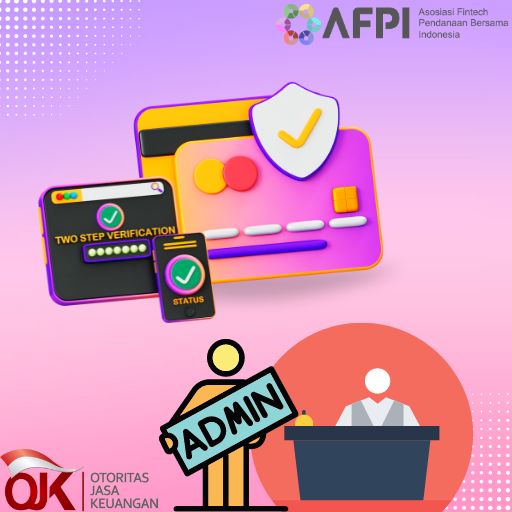 AFPI
Asosiasi Fintech
Pendanaan Bersama
Indonesia
TWO STEP VERIFICATION
STATUS
ADMIN
OJK
OTORITAS
JASA
KEUANGAN